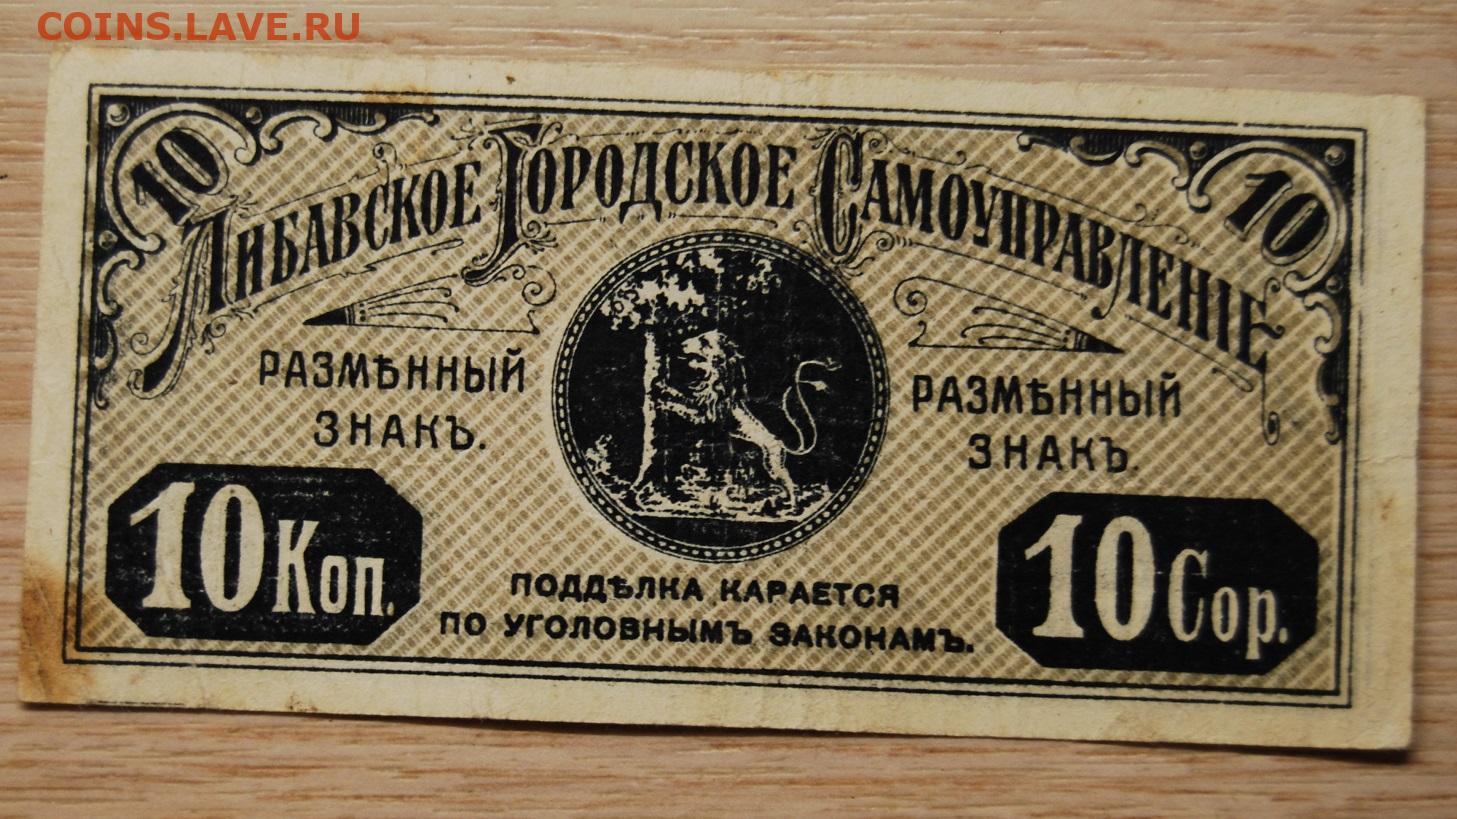 COINS.LAVE.RU
10
10
Либавское Городское Самоуправленіе
РАЗМѢННЫЙ
ЗНАКЪ.
РАЗМѢННЫЙ
ЗНАКЪ.
10 Коп.
ПОДДѢЛКА КАРАЕТСЯ
ПО УГОЛОВНЫМЪ ЗАКОНАМЪ.
10 Cop.